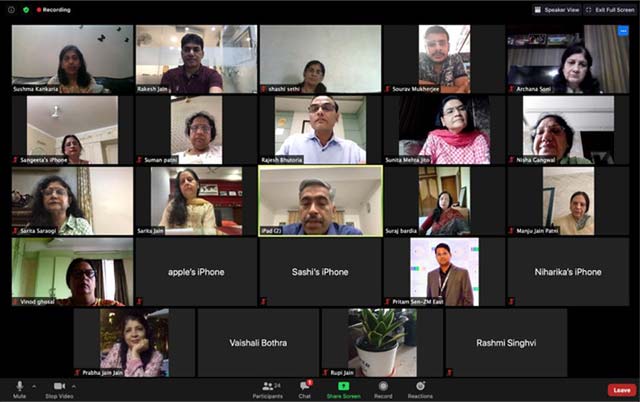 Recording
Speaker View
Exit Full Screen
Sushma Kankaria
Rakesh Jain
shashi sethi
Sourav Mukherjee
Archana Soni
Sangeeta's iPhone
Suman patni
Rajesh Bhutoria
Sunita Mehta Jito
Nisha Gangwal
Sarita Saraogi
Sarita Jain
iPad (2)
Suraj bardia
Manju Jain Patni
Vinod ghosal
apple's iPhone
Sashi's iPhone
Pritam Sen-ZM East
Niharika's iPhone
Prabha Jain Jain
Vaishali Bothra
Rupi Jain
Rashmi Singhvi
Mute
Stop Video
Participants
24
Chat
Share Screen
Record
Reactions
Leave